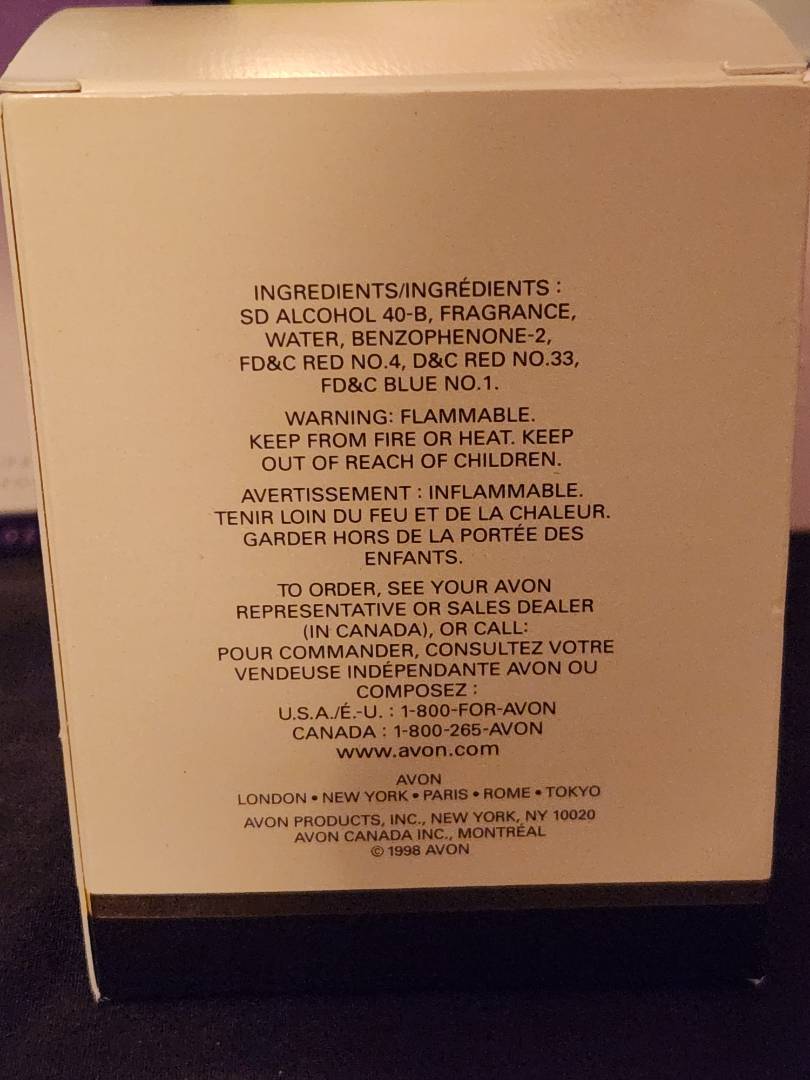 INGREDIENTS/INGRÉDIENTS :
SD ALCOHOL 40-B, FRAGRANCE,
WATER, BENZOPHENONE-2,
FD&C RED NO.4, D&C RED NO.33,
FD&C BLUE NO.1.
WARNING: FLAMMABLE.
KEEP FROM FIRE OR HEAT. KEEP
OUT OF REACH OF CHILDREN.
AVERTISSEMENT : INFLAMMABLE.
TENIR LOIN DU FEU ET DE LA CHALEUR.
GARDER HORS DE LA PORTÉE DES
ENFANTS.
TO ORDER, SEE YOUR AVON
REPRESENTATIVE OR SALES DEALER
(IN CANADA), OR CALL:
POUR COMMANDER, CONSULTEZ VOTRE
VENDEUSE INDÉPENDANTE AVON OU
COMPOSEZ :
U.S.A./É.-U. : 1-800-FOR-AVON
CANADA : 1-800-265-AVON
www.avon.com
AVON
LONDON • NEW YORK • PARIS • ROME • TOKYO
AVON PRODUCTS, INC., NEW YORK, NY 10020
AVON CANADA INC., MONTRÉAL
© 1998 AVON